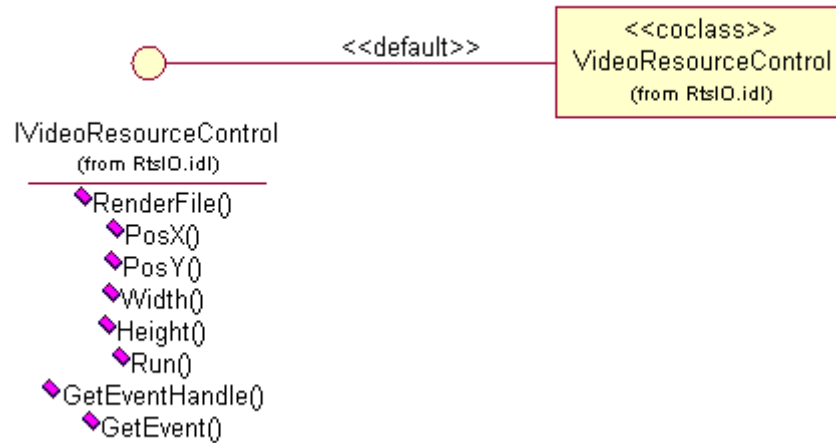 <<default>>
<<coclass>>
VideoResourceControl
(from RtsIO.idl)
IVideoResourceControl
(from RtsIO.idl)
RenderFile()
PosX()
PosY()
Width()
Height()
Run()
GetEventHandle()
GetEvent()